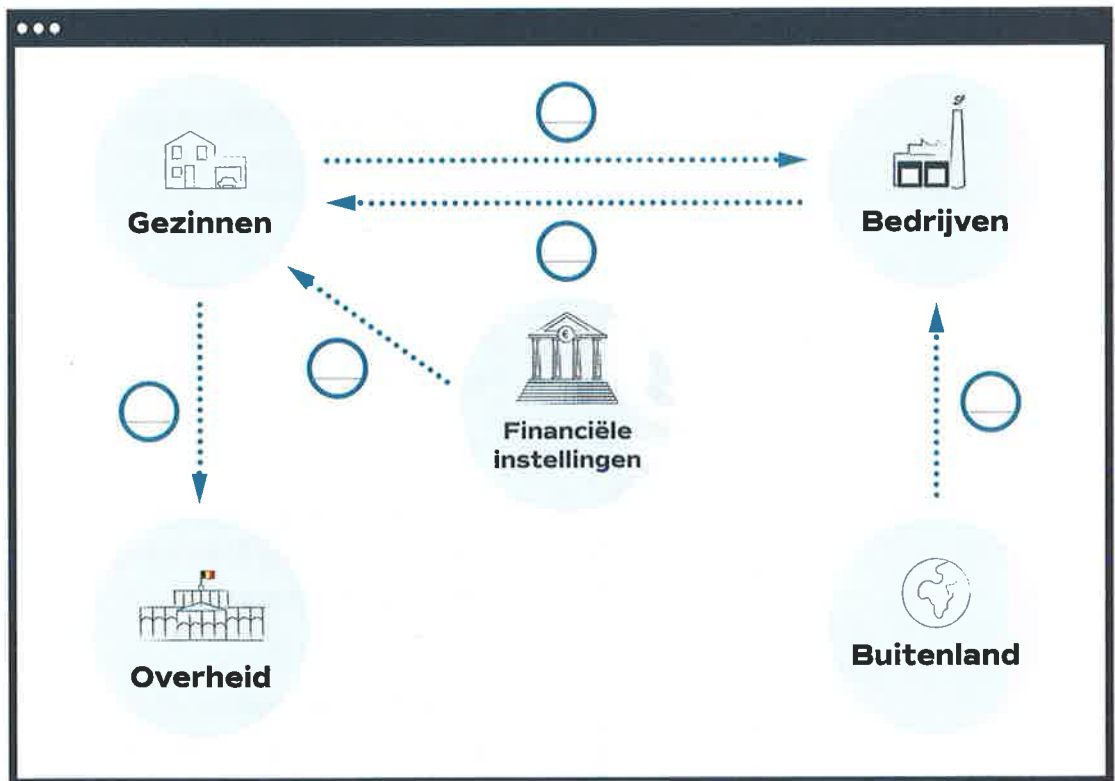 Gezinnen
Bedrijven
Financiële
instellingen
Overheid
Buitenland